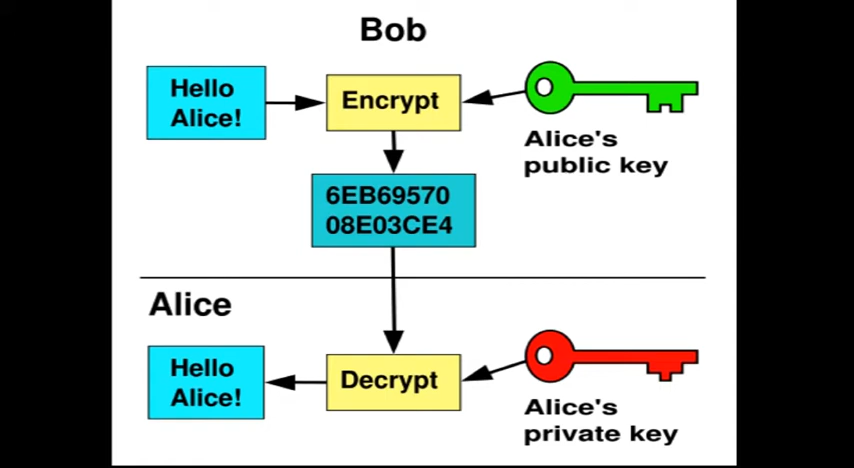 Bob
Hello
Alice!
Encrypt
Alice's
public key
6EB69570
08E03CE4
Alice
Hello
Alice!
Decrypt
Alice's
private key